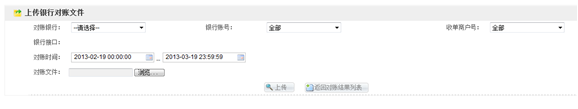 上传银行对账文件
对账银行： --请选择-- 银行账号： 全部 收单商户号： 全部
银行接口：
对账时间： 2013-02-19 00:00:00 - 2013-03-19 23:59:59
对账文件： 浏览...
上传 返回对账结果列表